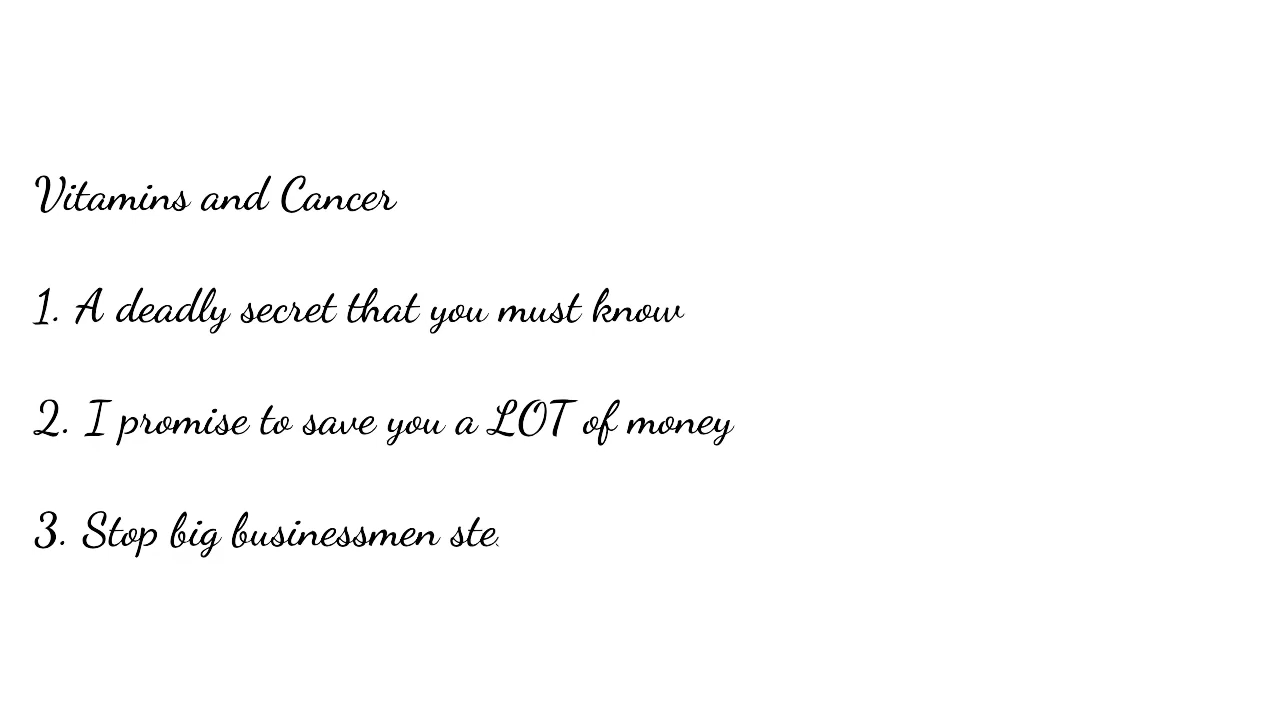 Vitamins and Cancer
1. A deadly secret that you must know
2. I promise to save you a LOT of money
3. Stop big businessmen ste